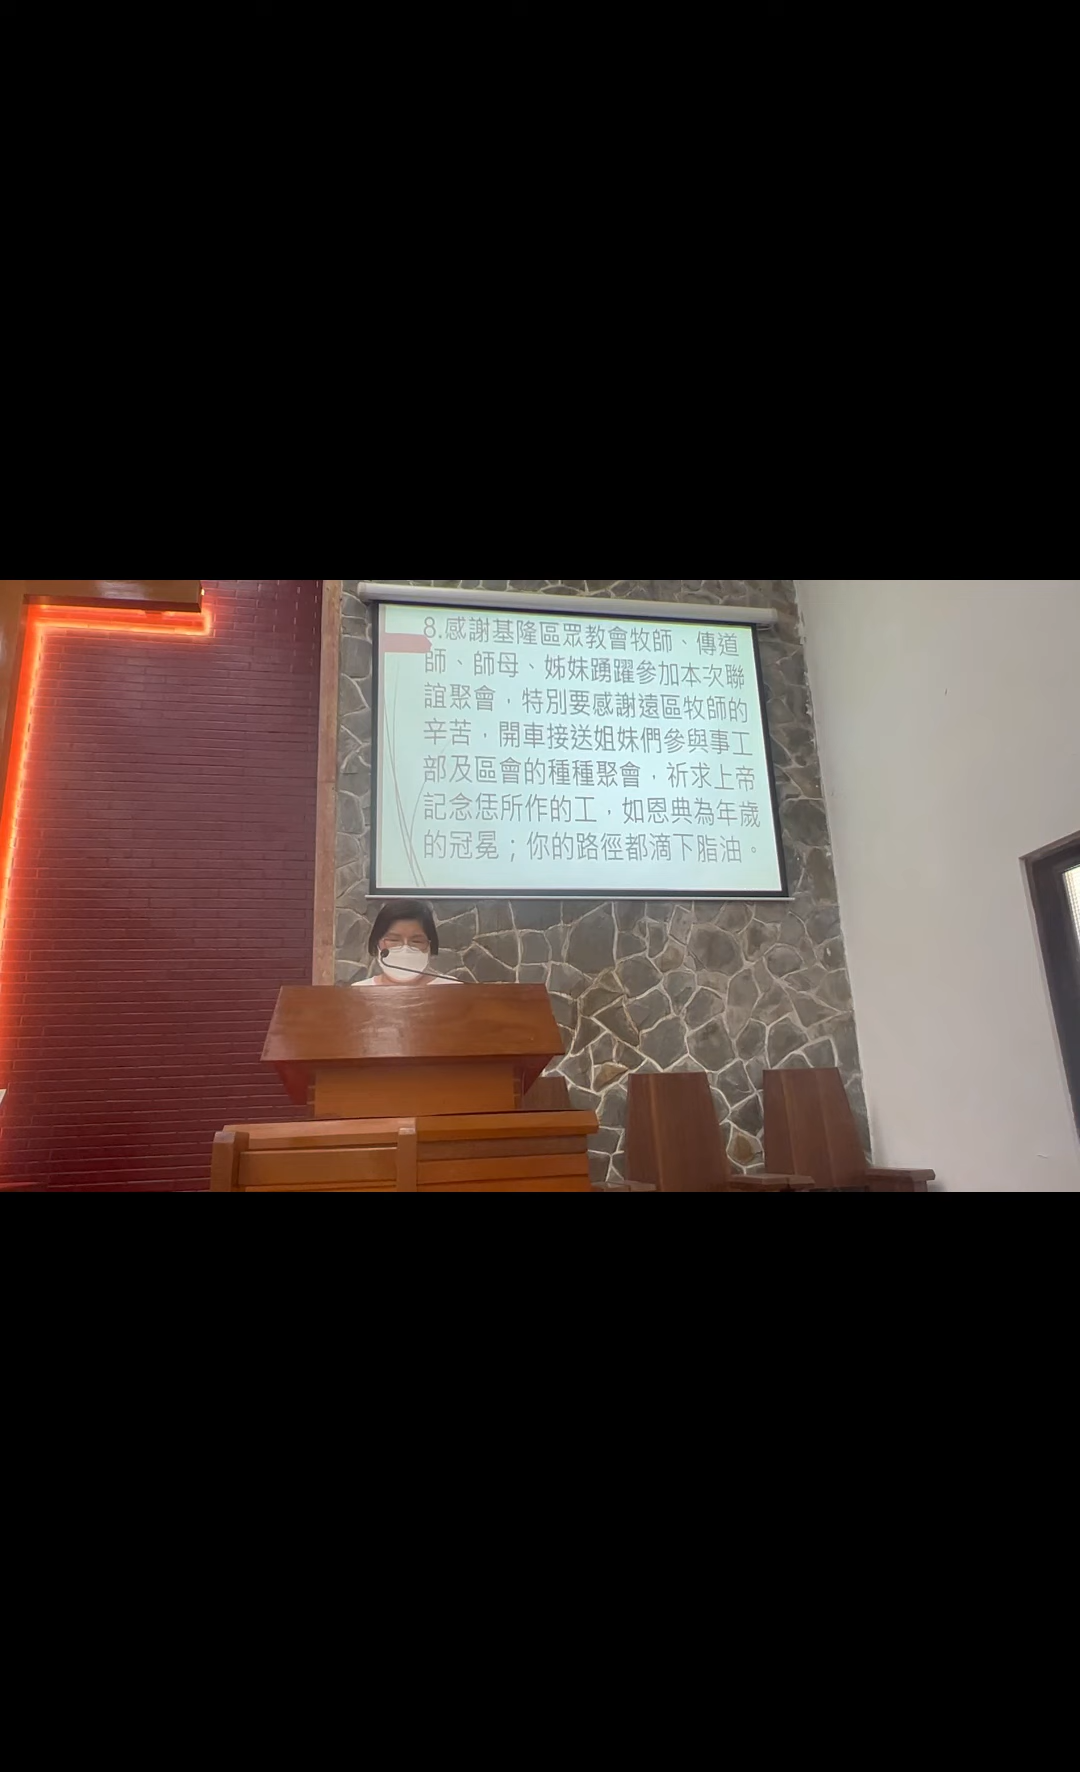 8.感謝基隆區眾教會牧師、傳道
師、師母、姊妹踴躍參加本次聯
誼聚會，特別要感謝遠區牧師的
辛苦，開車接送姐妹們參與事工
部及區會的種種聚會，祈求上帝
記念恁所作的工，如恩典為年歲
的冠冕；你的路徑都滴下脂油。